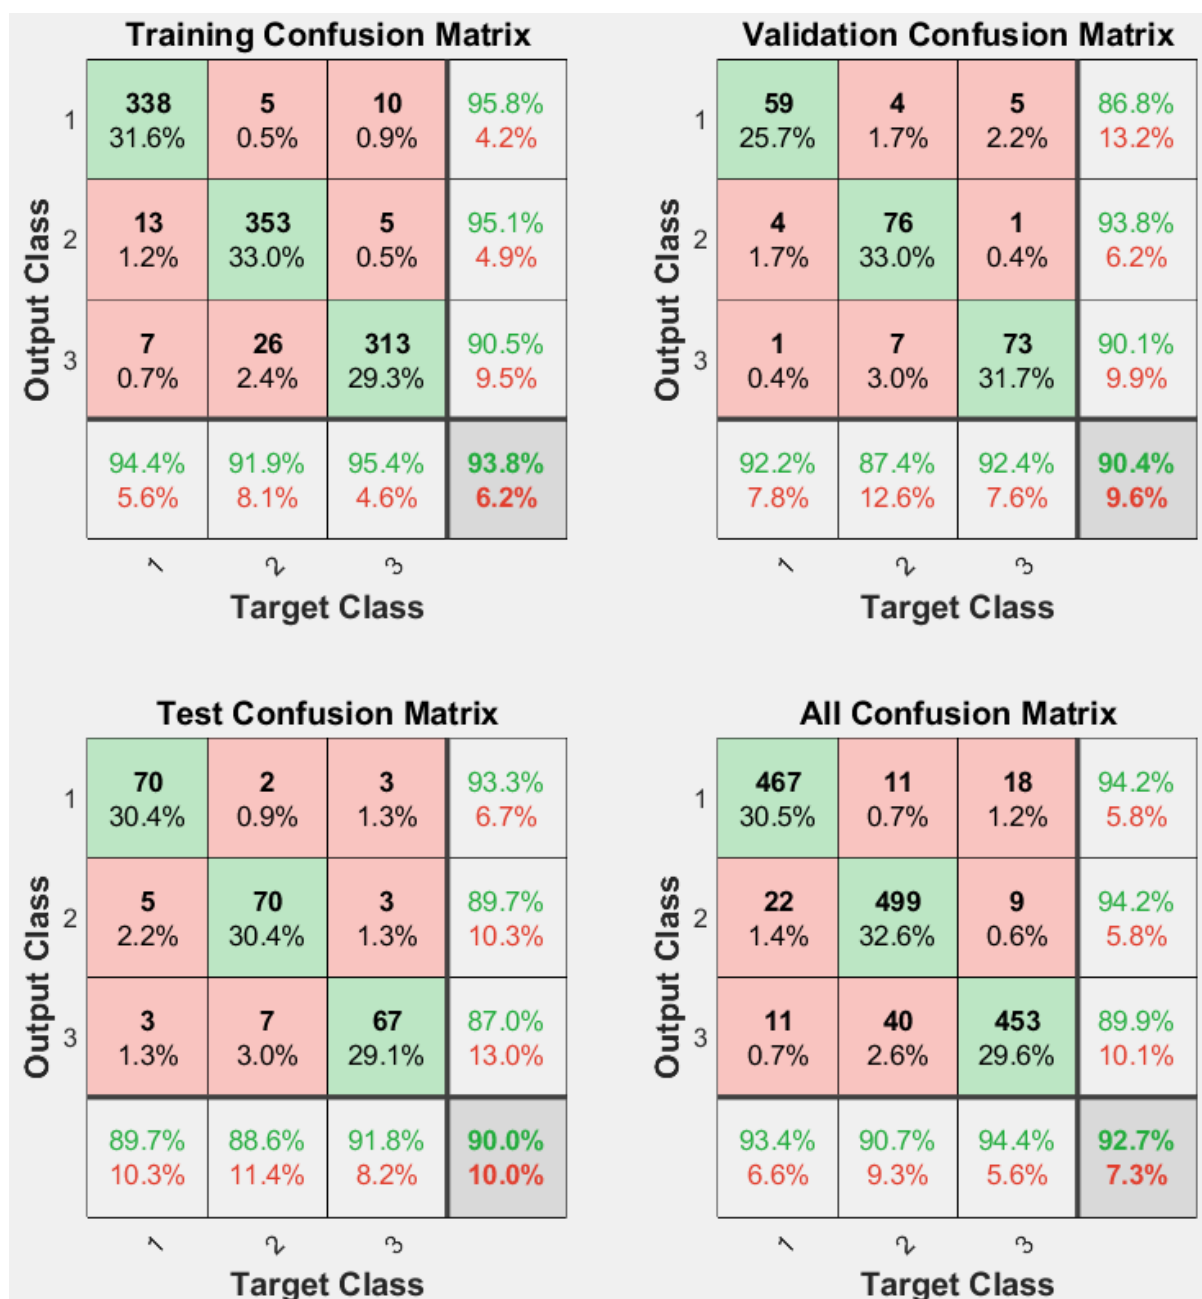 Training Confusion Matrix
1 338 5 10 95.8%
31.6% 0.5% 0.9% 4.2%
2 13 353 5 95.1%
1.2% 33.0% 0.5% 4.9%
3 7 26 313 90.5%
0.7% 2.4% 29.3% 9.5%
94.4% 91.9% 95.4% 93.8%
5.6% 8.1% 4.6% 6.2%
1 2 3
Target Class
Output Class
Validation Confusion Matrix
1 59 4 5 86.8%
25.7% 1.7% 2.2% 13.2%
2 4 76 1 93.8%
1.7% 33.0% 0.4% 6.2%
3 1 7 73 90.1%
0.4% 3.0% 31.7% 9.9%
92.2% 87.4% 92.4% 90.4%
7.8% 12.6% 7.6% 9.6%
1 2 3
Target Class
Output Class
Test Confusion Matrix
1 70 2 3 93.3%
30.4% 0.9% 1.3% 6.7%
2 5 70 3 89.7%
2.2% 30.4% 1.3% 10.3%
3 3 7 67 87.0%
1.3% 3.0% 29.1% 13.0%
89.7% 88.6% 91.8% 90.0%
10.3% 11.4% 8.2% 10.0%
1 2 3
Target Class
Output Class
All Confusion Matrix
1 467 11 18 94.2%
30.5% 0.7% 1.2% 5.8%
2 22 499 9 94.2%
1.4% 32.6% 0.6% 5.8%
3 11 40 453 89.9%
0.7% 2.6% 29.6% 10.1%
93.4% 90.7% 94.4% 92.7%
6.6% 9.3% 5.6% 7.3%
1 2 3
Target Class
Output Class